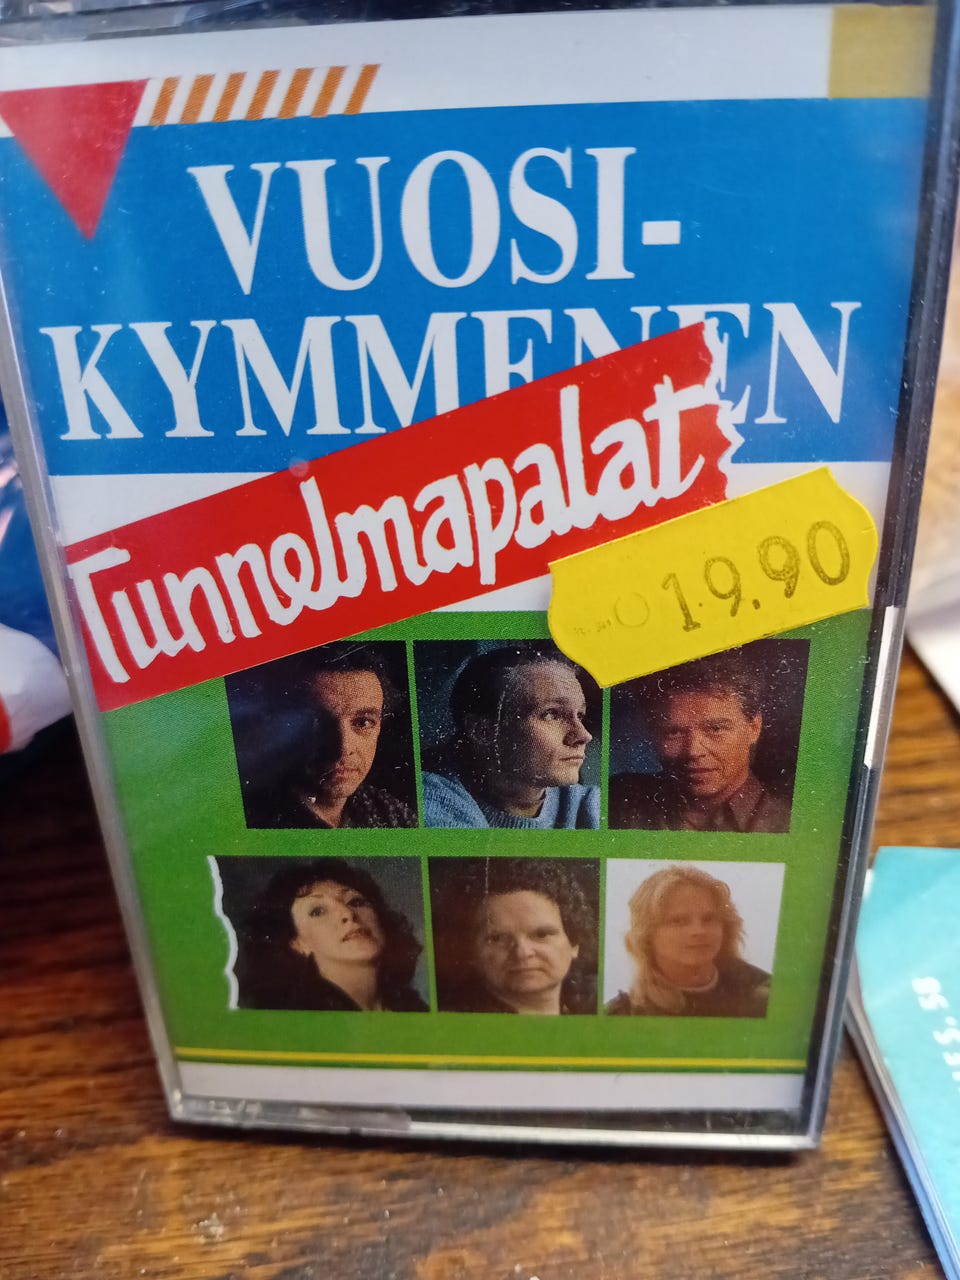 VUOSI-
KYMMENEN
Tunnelmapalat
19.90